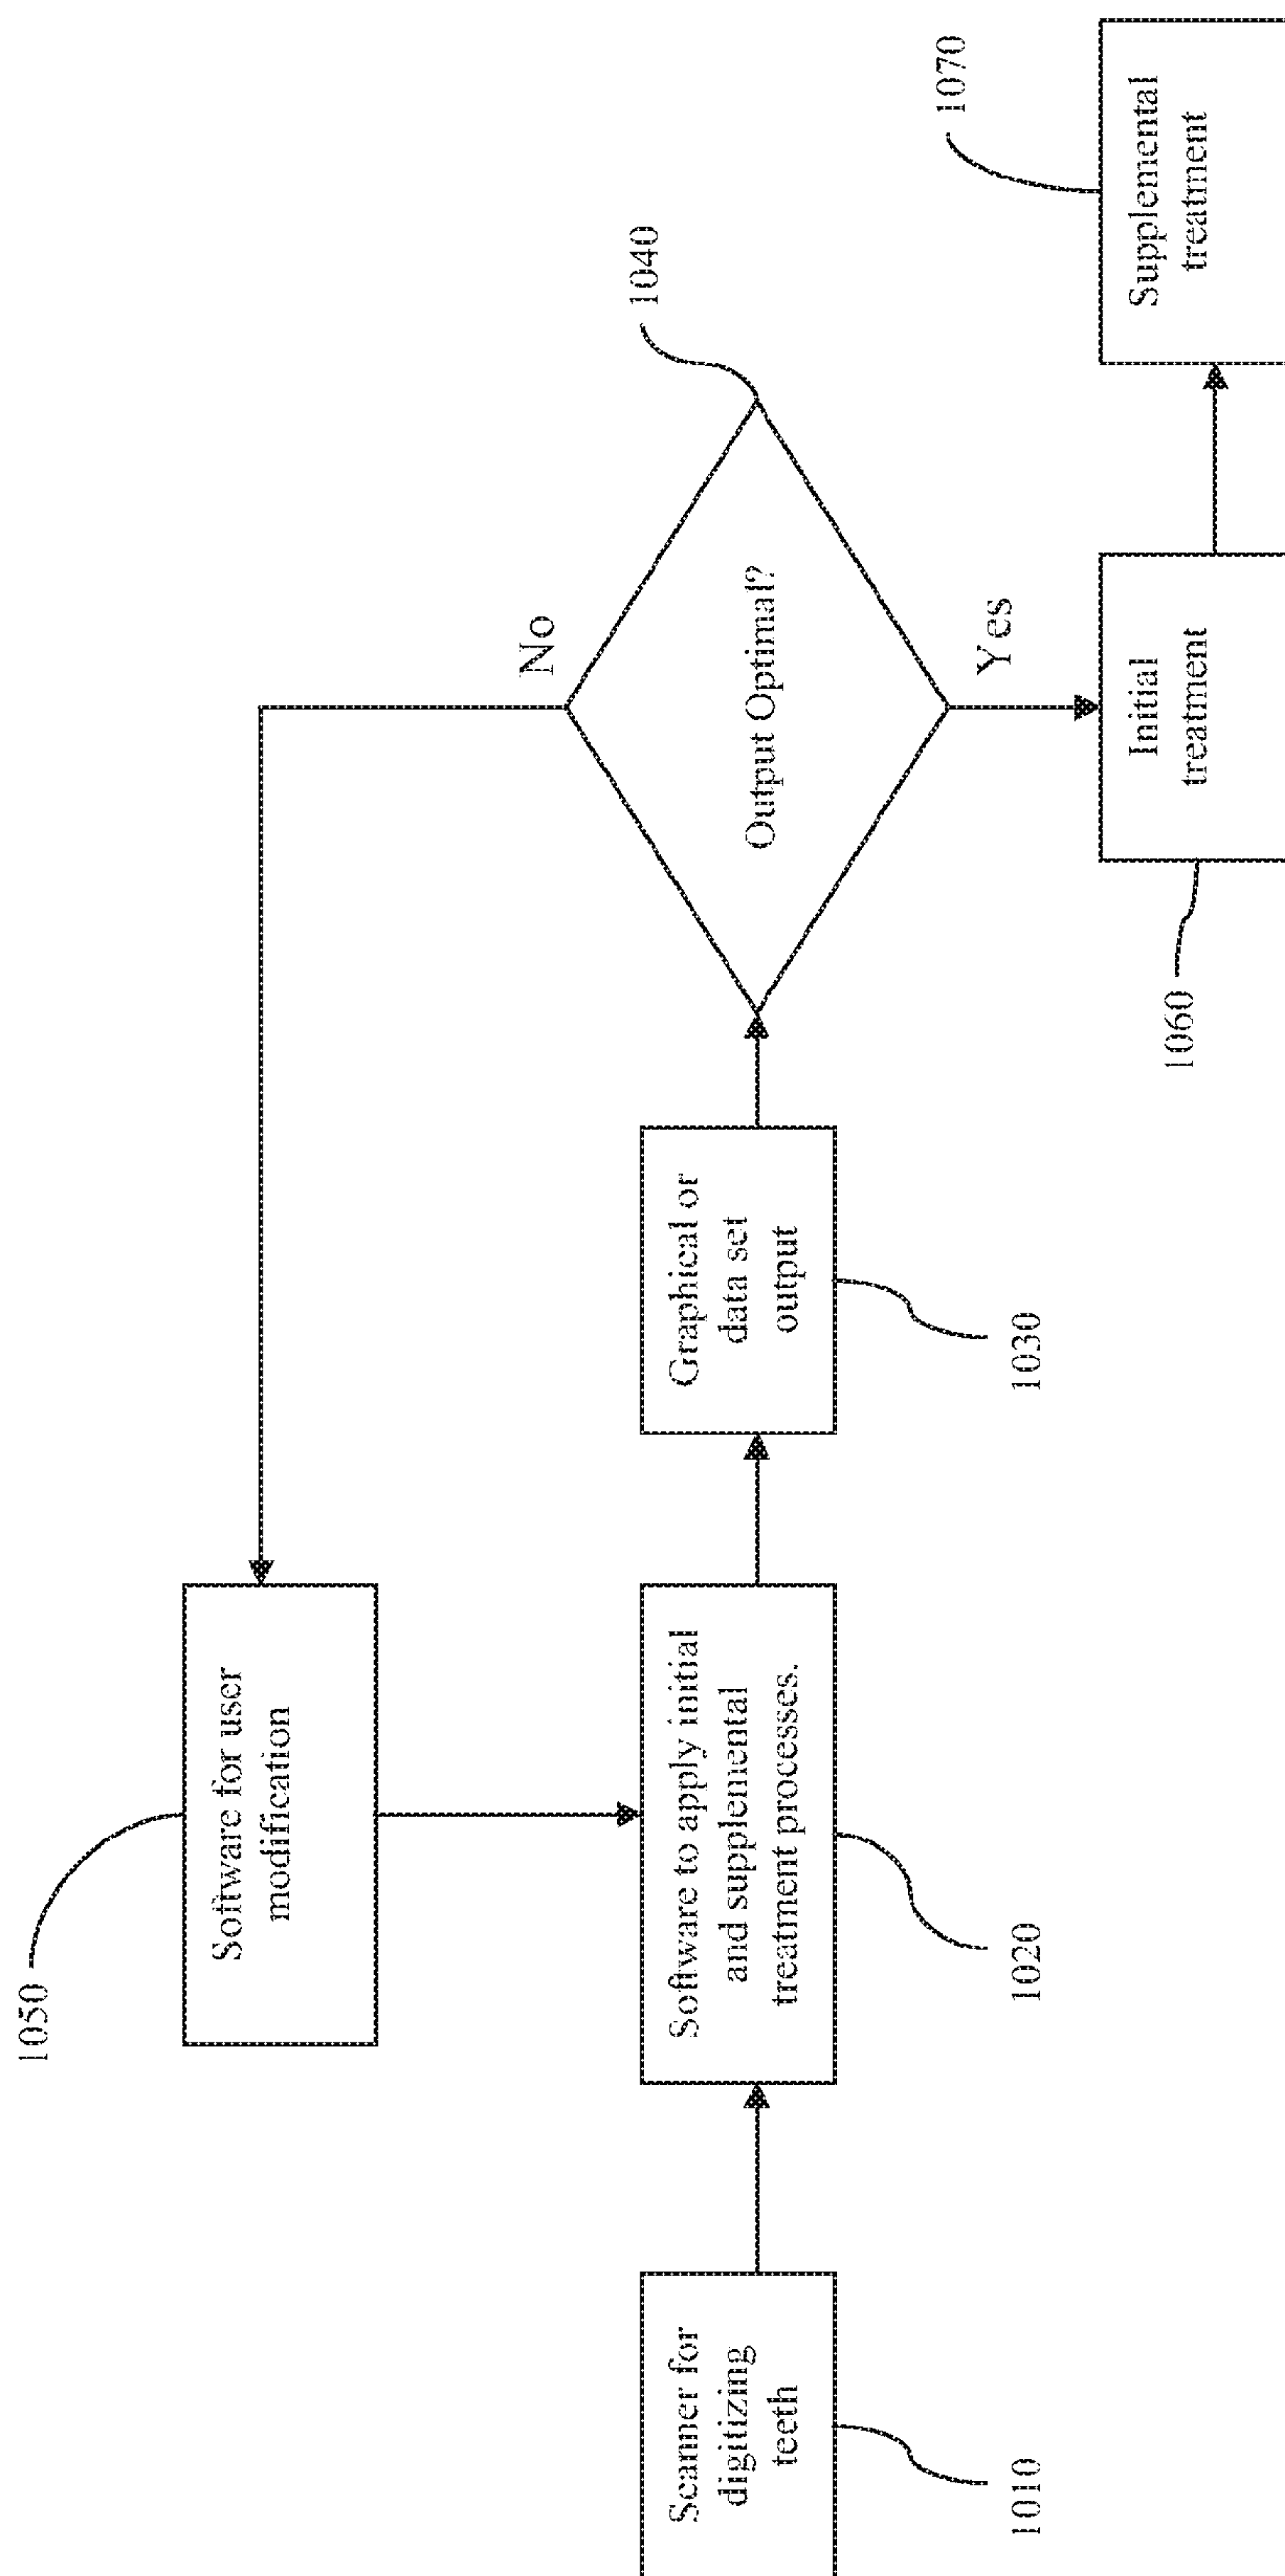 1050
Software for user
modification
No
1040
Output Optimal?
Yes
1070
Scanner for
digitizing
teeth
1010
Software to apply initial
and supplemental
treatment processes.
1020
Graphical or
data set
output
1030
1060
Initial
treatment
Supplemental
treatment